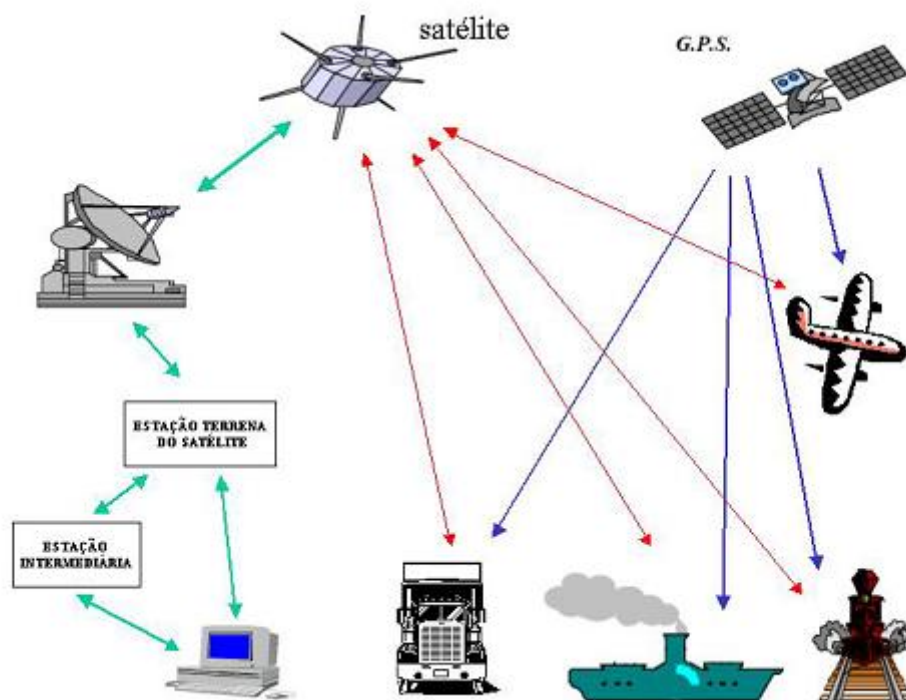 satélite
G.P.S.
ESTAÇÃO TERRENA
DO SATÉLITE
ESTAÇÃO
INTERMEDIÁRIA